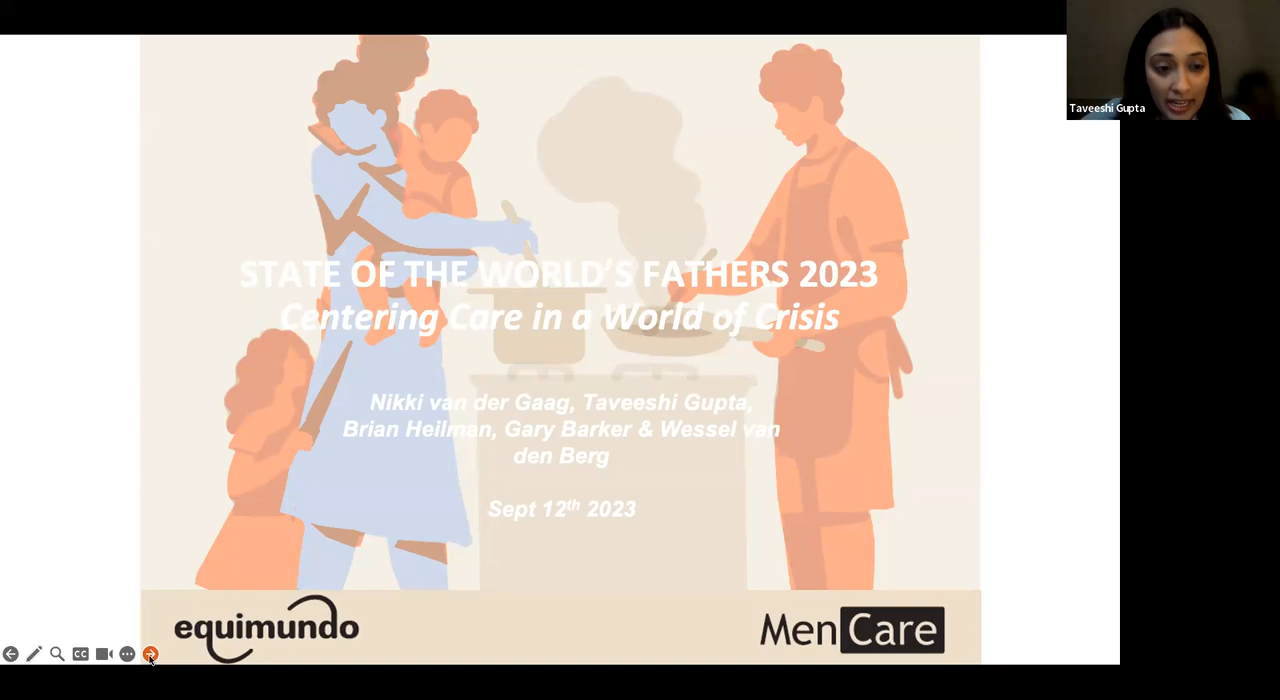 Taveeshi Gupta
STATE OF THE WORLD'S FATHERS 2023
Centering Care in a World of Crisis
Nikki van der Gaag, Taveeshi Gupta,
Brian Heilman, Gary Barker & Wessel van
den Berg
Sept 12th 2023
equimundo
MenCare
CC